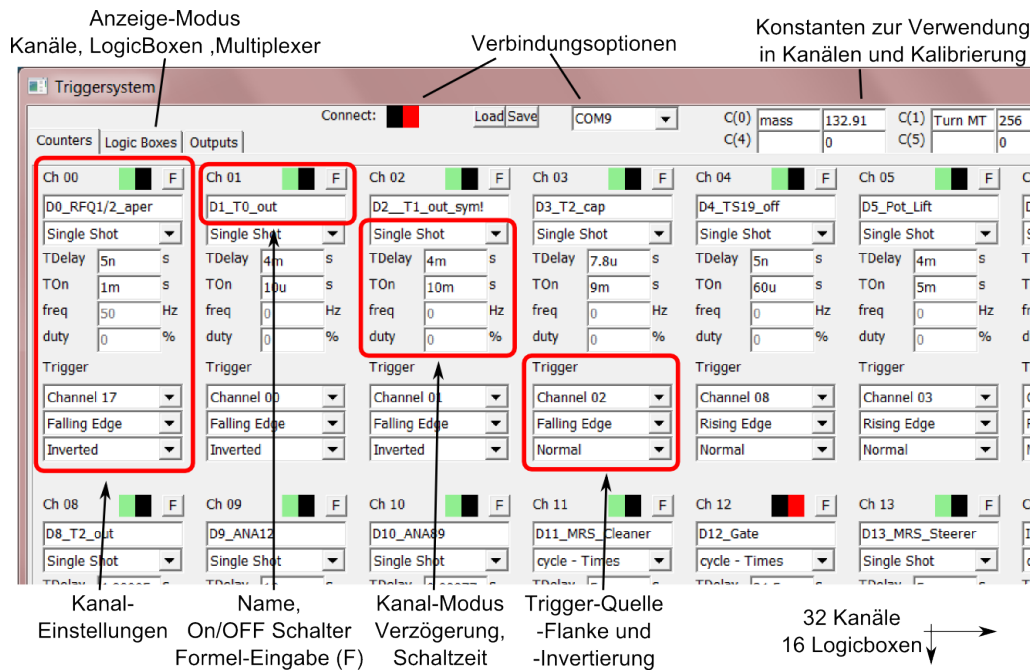 Anzeige-Modus
Kanäle, LogicBoxen ,Multiplexer
Verbindungsoptionen
Konstanten zur Verwendung
in Kanälen und Kalibrierung
Triggersystem
Connect: Load Save COM9 C(0) mass 132.91 C(1) Turn MT 256
C(4) 0 C(5) 0
Counters Logic Boxes Outputs
Ch 00 F Ch 01 F Ch 02 F Ch 03 F Ch 04 F Ch 05 F
D0_RFQ1/2_aper D1_T0_out D2__T1_out_sym! D3_T2_cap D4_TS19_off D5_Pot_Lift
Single Shot Single Shot Single Shot Single Shot Single Shot Single Shot
TDelay 5n s TDelay 4m s TDelay 4m s TDelay 7.8u s TDelay 5n s TDelay 4m s
TOn 1m s TOn 10u s TOn 10m s TOn 9m s TOn 60u s TOn 5m s
freq 50 Hz freq 0 Hz freq 0 Hz freq 0 Hz freq 0 Hz freq 0 Hz
duty 0 % duty 0 % duty 0 % duty 0 % duty 0 % duty 0 %
Trigger Trigger Trigger Trigger Trigger Trigger
Channel 17 Channel 00 Channel 01 Channel 02 Channel 08 Channel 03
Falling Edge Falling Edge Falling Edge Falling Edge Rising Edge Rising Edge
Inverted Inverted Inverted Normal Normal Normal
Ch 08 F Ch 09 F Ch 10 F Ch 11 F Ch 12 F Ch 13 F
D8_T2_out D9_ANA12 D10_ANA89 D11_MRS_Cleaner D12_Gate D13_MRS_Steerer
Single Shot Single Shot Single Shot cycle - Times cycle - Times Single Shot
Kanal-
Einstellungen
Name,
On/OFF Schalter
Formel-Eingabe (F)
Kanal-Modus
Verzögerung,
Schaltzeit
Trigger-Quelle
-Flanke und
-Invertierung
32 Kanäle
16 Logicboxen